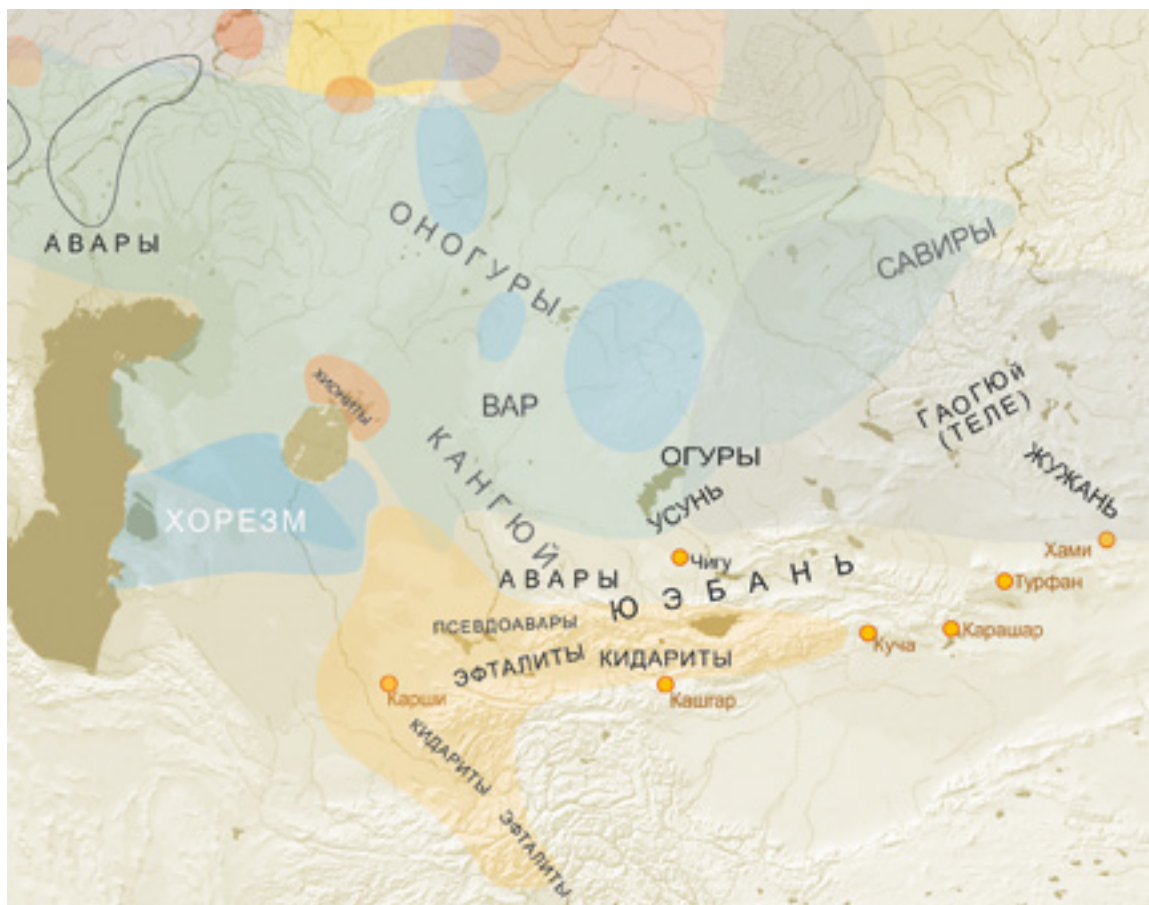 ОНОГУРЫ
АВАРЫ
САВИРЫ
ХИОНИТЫ
ВАР
ГАОГЮЙ
(ТЕЛЕ)
КАНГЮЙ
ОГУРЫ
ЖУЖАНЬ
УСУНЬ
ХОРЕЗМ
Хами
Чигу
АВАРЫ
ЮЭБАНЬ
Турфан
ПСЕВДОАВАРЫ
Карашар
Куча
ЭФТАЛИТЫ
КИДАРИТЫ
Карши
Кашгар
КИДАРИТЫ
ЭФТАЛИТЫ